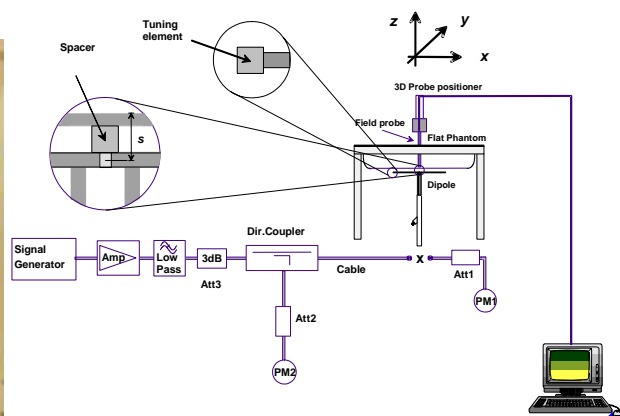 Tuning
element
Spacer
z
y
x
3D Probe positioner
Field probe
Flat Phantom
s
Dipole
Dir.Coupler
Signal
Generator
Amp
Low
Pass
3dB
Att3
Cable
x
Att1
PM1
Att2
PM2